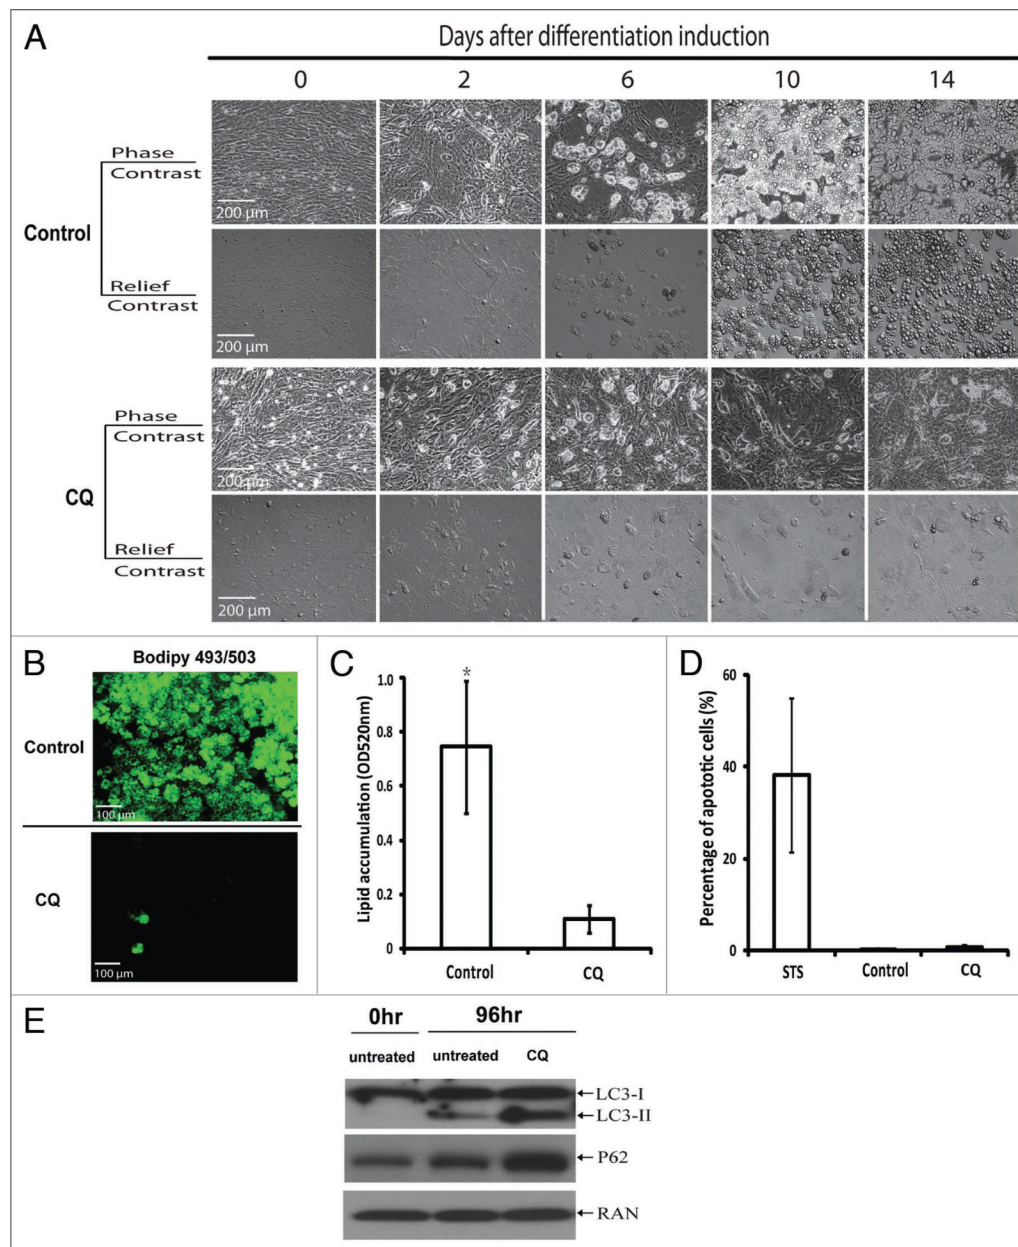 A
Days after differentiation induction
0 2 6 10 14
Control
Phase
Contrast
200 µm
Relief
Contrast
200 µm
CQ
Phase
Contrast
200 µm
Relief
Contrast
200 µm
B
Bodipy 493/503
Control
100 µm
CQ
100 µm
C
Lipid accumulation (OD520nm)
1.0
0.8
0.6
0.4
0.2
0
*
Control CQ
D
Percentage of apoptotic cells (%)
60
40
20
0
STS Control CQ
E
0hr 96hr
untreated untreated CQ
←LC3-I
←LC3-II
←P62
←RAN